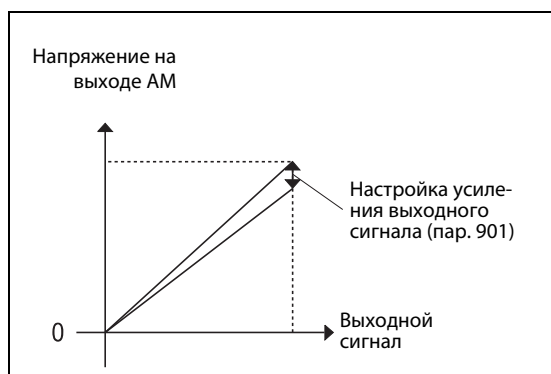 Напряжение на
выходе AM
Настройка усиле-
ния выходного
сигнала (пар. 901)
0
Выходной
сигнал